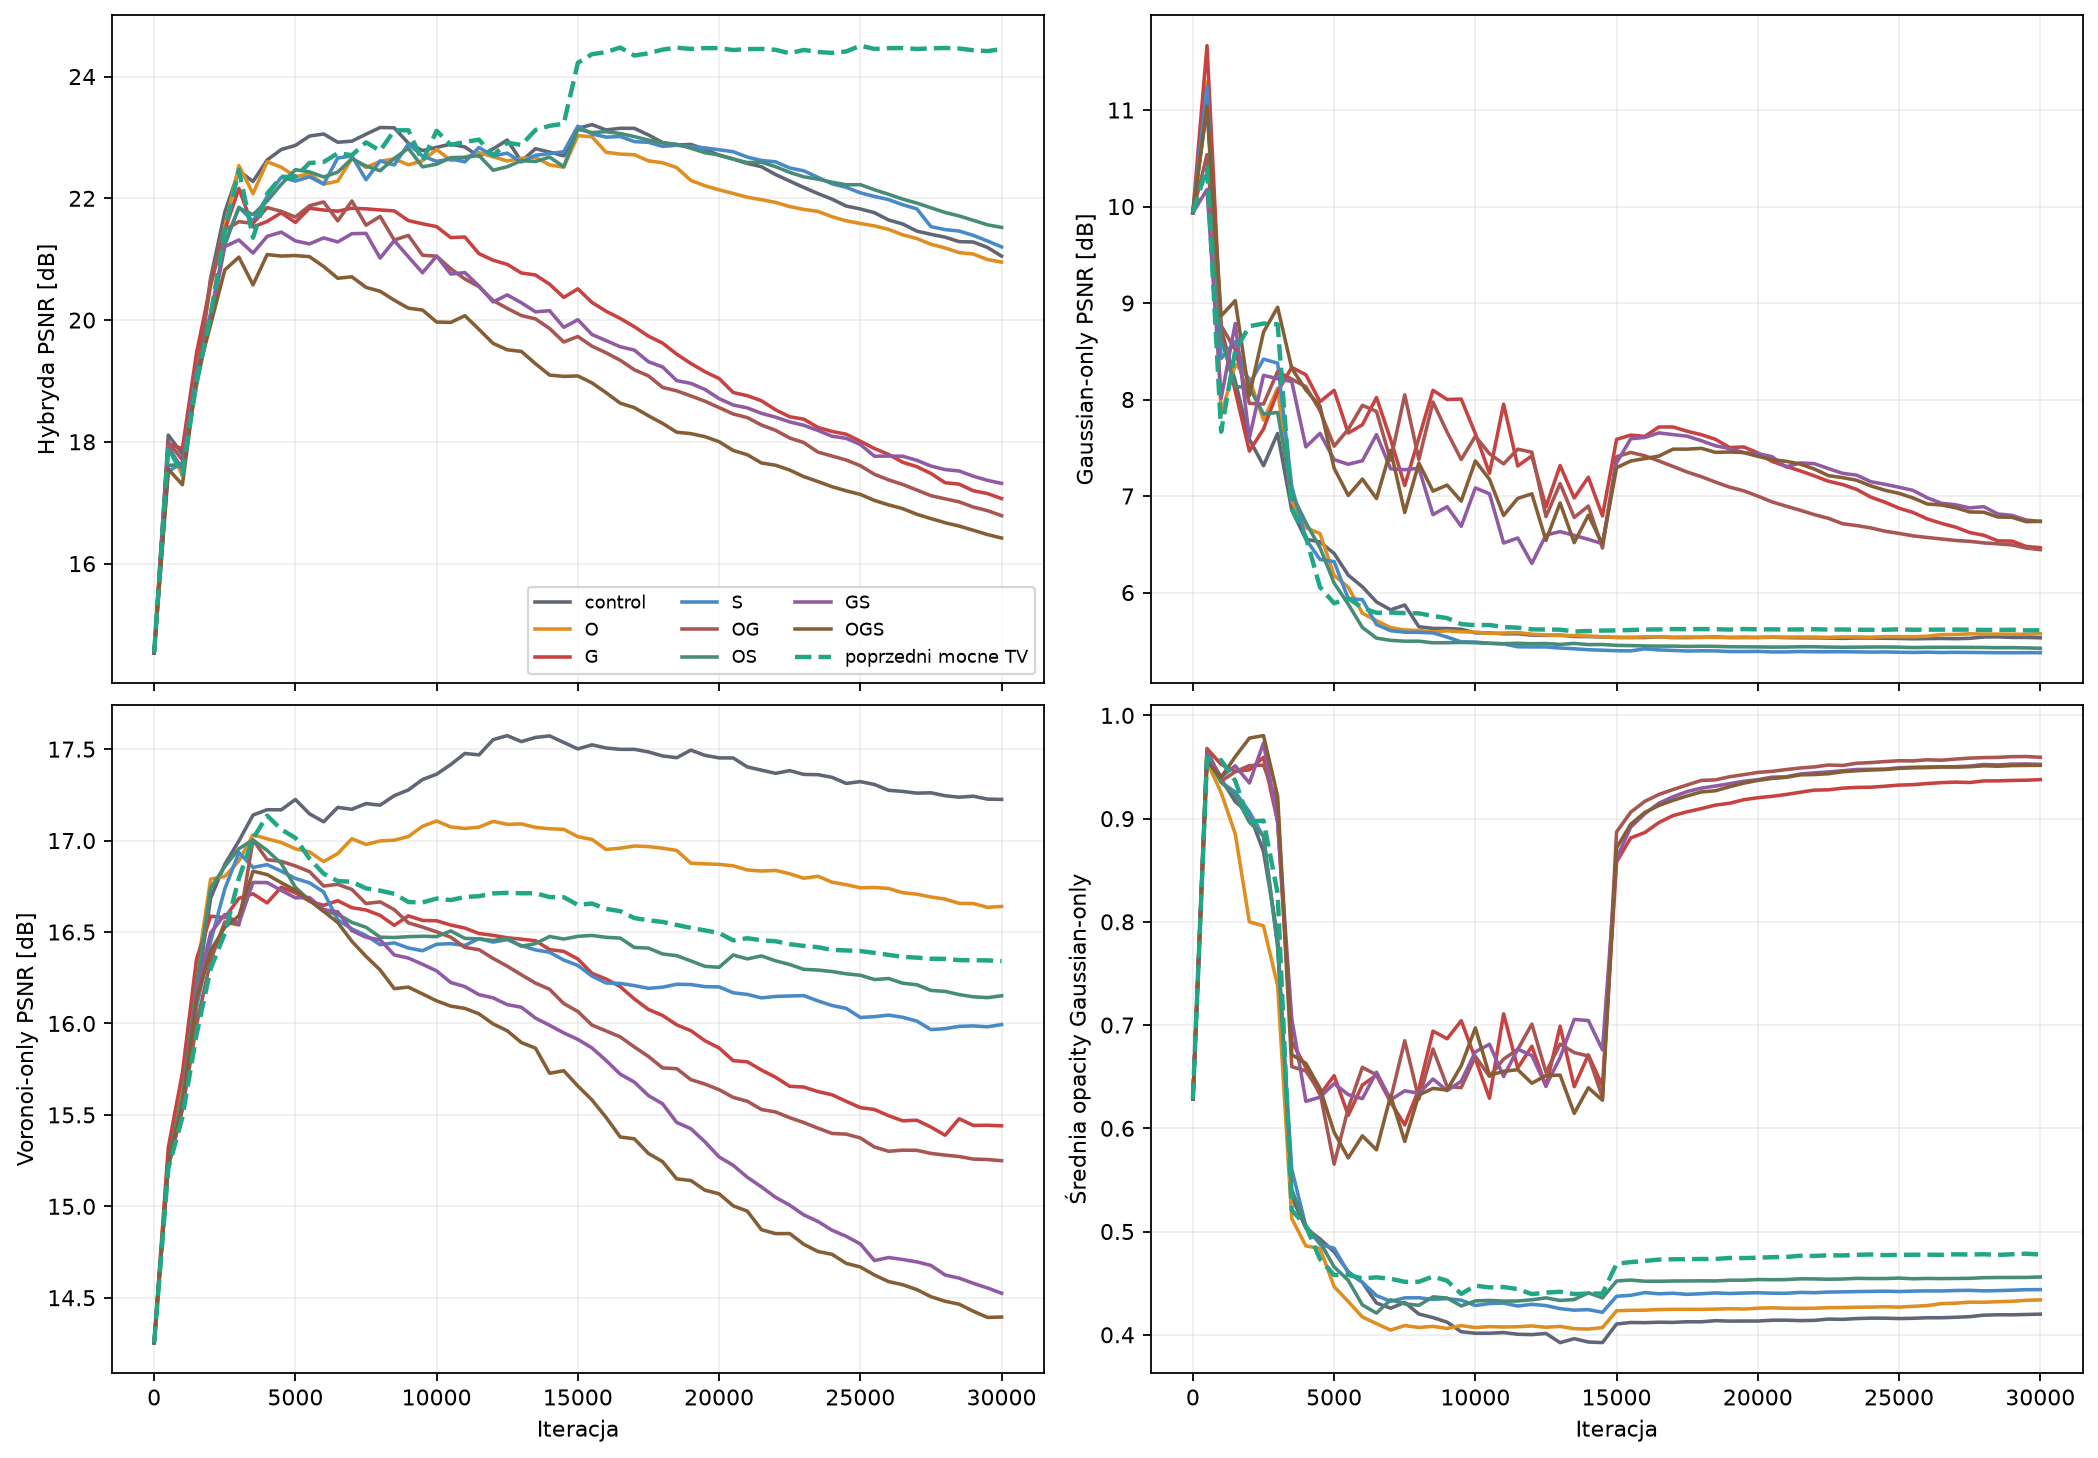 24
22
20
18
16
Hybryda PSNR [dB]
control
O
G
S
OG
OS
GS
OGS
poprzedni mocne TV
11
10
9
8
7
6
Gaussian-only PSNR [dB]
17.5
17.0
16.5
16.0
15.5
15.0
14.5
Voronoi-only PSNR [dB]
0 5000 10000 15000 20000 25000 30000
Iteracja
1.0
0.9
0.8
0.7
0.6
0.5
0.4
Średnia opacity Gaussian-only
0 5000 10000 15000 20000 25000 30000
Iteracja